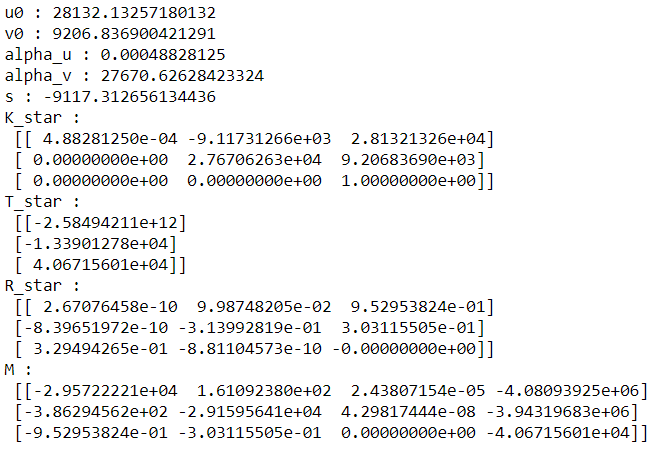 u0 : 28132.13257180132
v0 : 9206.836900421291
alpha_u : 0.00048828125
alpha_v : 27670.62628423324
s : -9117.312656134436
K_star :
[[ 4.88281250e-04 -9.11731266e+03 2.81321326e+04]
[ 0.00000000e+00 2.76706263e+04 9.20683690e+03]
[ 0.00000000e+00 0.00000000e+00 1.00000000e+00]]
T_star :
[[-2.58494211e+12]
[-1.33901278e+04]
[ 4.06715601e+04]]
R_star :
[[ 2.67076458e-10 9.98748205e-02 9.52953824e-01]
[-8.39651972e-10 -3.13992819e-01 3.03115505e-01]
[ 3.29494265e-01 -8.81104573e-10 -0.00000000e+00]]
M :
[[-2.95722221e+04 1.61092380e+02 2.43807154e-05 -4.08093925e+06]
[-3.86294562e+02 -2.91595641e+04 4.29817444e-08 -3.94319683e+06]
[-9.52953824e-01 -3.03115505e-01 0.00000000e+00 -4.06715601e+04]]